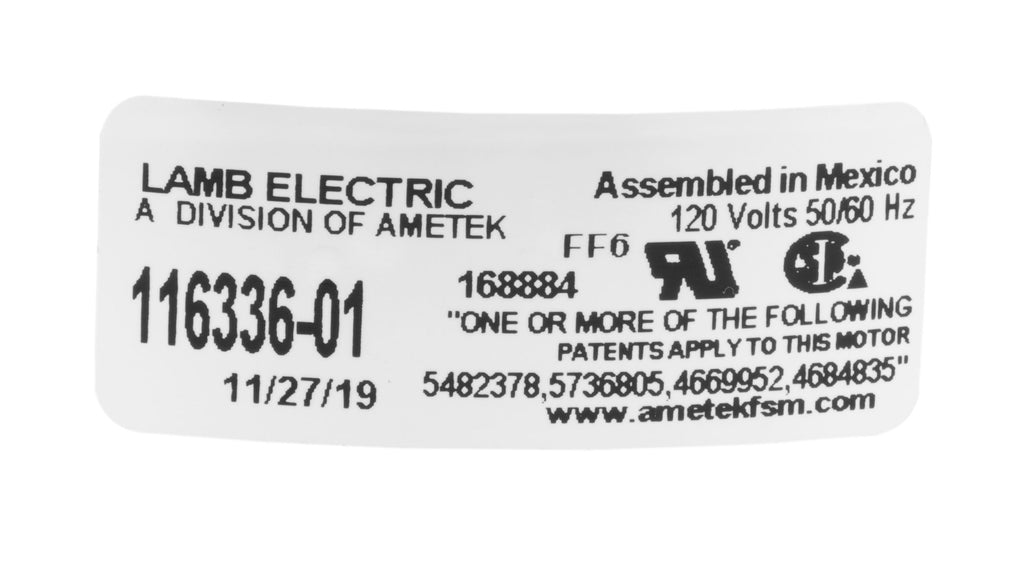 LAMB ELECTRIC
A DIVISION OF AMETEK
116336-01
11/27/19
Assembled in Mexico
120 Volts 50/60 Hz
FF6
168884
"ONE OR MORE OF THE FOLLOWING
PATENTS APPLY TO THIS MOTOR
5482378,5736805,4669952,4684835"
www.ametekfsm.com